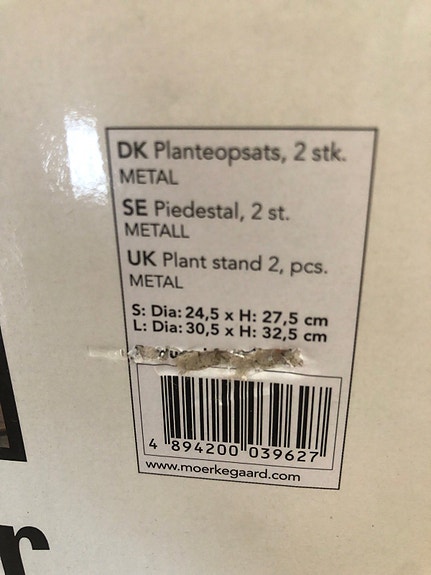 DK Planteopsats, 2 stk.
METAL
SE Piedestal, 2 st.
METALL
UK Plant stand 2, pcs.
METAL
S: Dia: 24,5 x H: 27,5 cm
L: Dia: 30,5 x H: 32,5 cm
4 894200 039627
www.moerkegaard.com
r